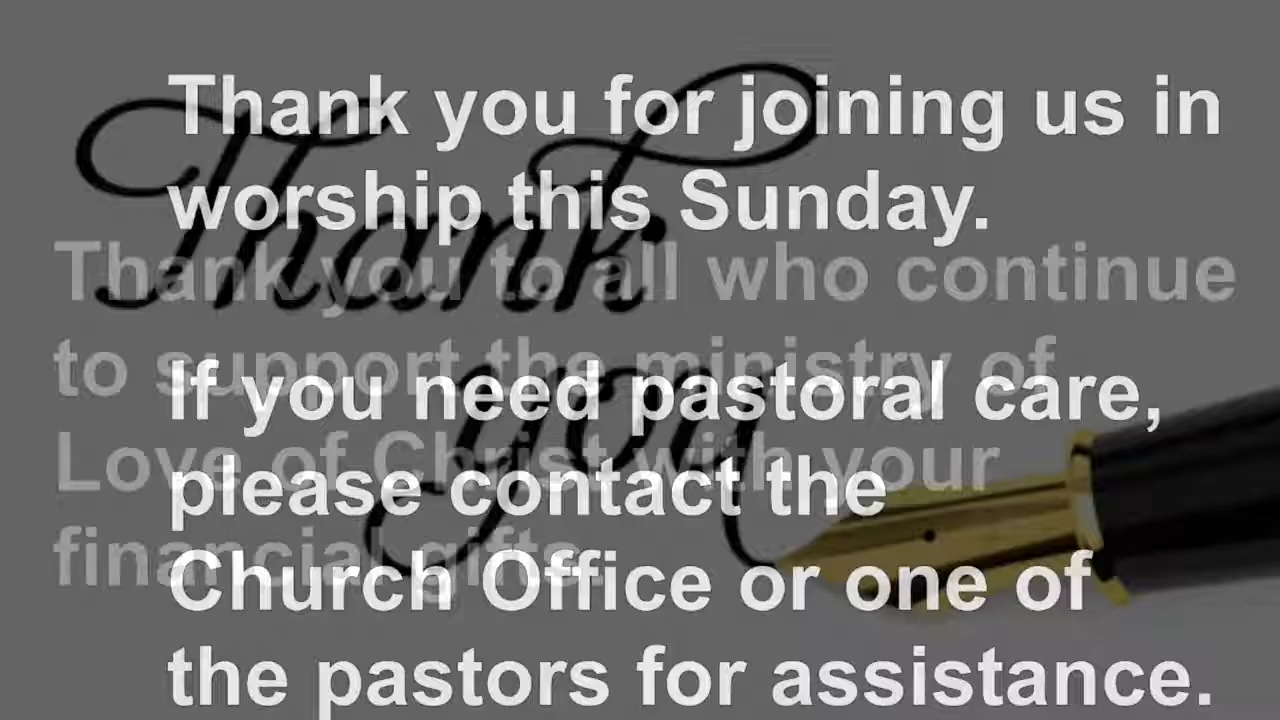 Thank you for joining us in
worship this Sunday.
If you need pastoral care,
please contact the
Church Office or one of
the pastors for assistance.
Thank you to all who continue
to support the ministry of
Love of Christ with your
financial gifts.
Thank
you